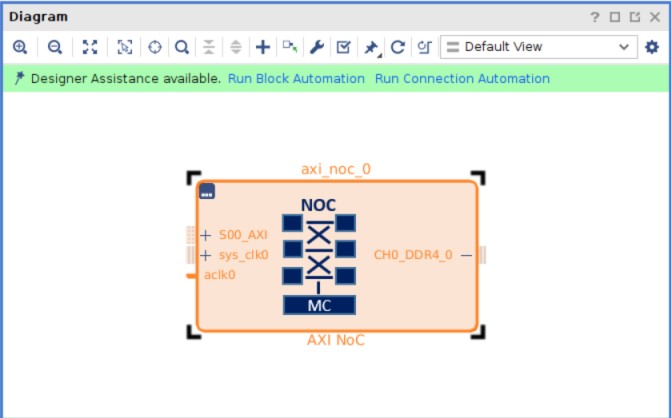 Diagram
Default View
Designer Assistance available. Run Block Automation Run Connection Automation
axi_noc_0
NOC
S00_AXI
sys_clk0
CH0_DDR4_0
aclk0
MC
AXI NoC